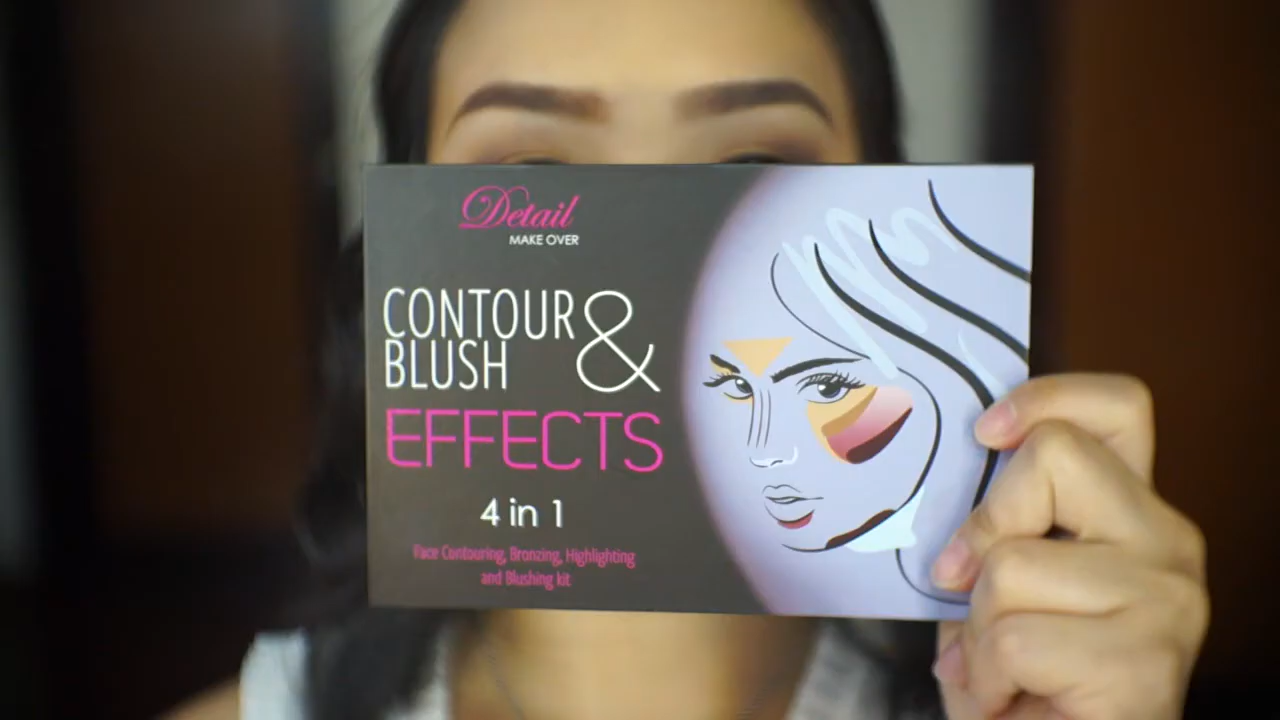 Detail
MAKE OVER
CONTOUR &
BLUSH
EFFECTS
4 in 1
Face Contouring, Bronzing, Highlighting
and Blushing kit